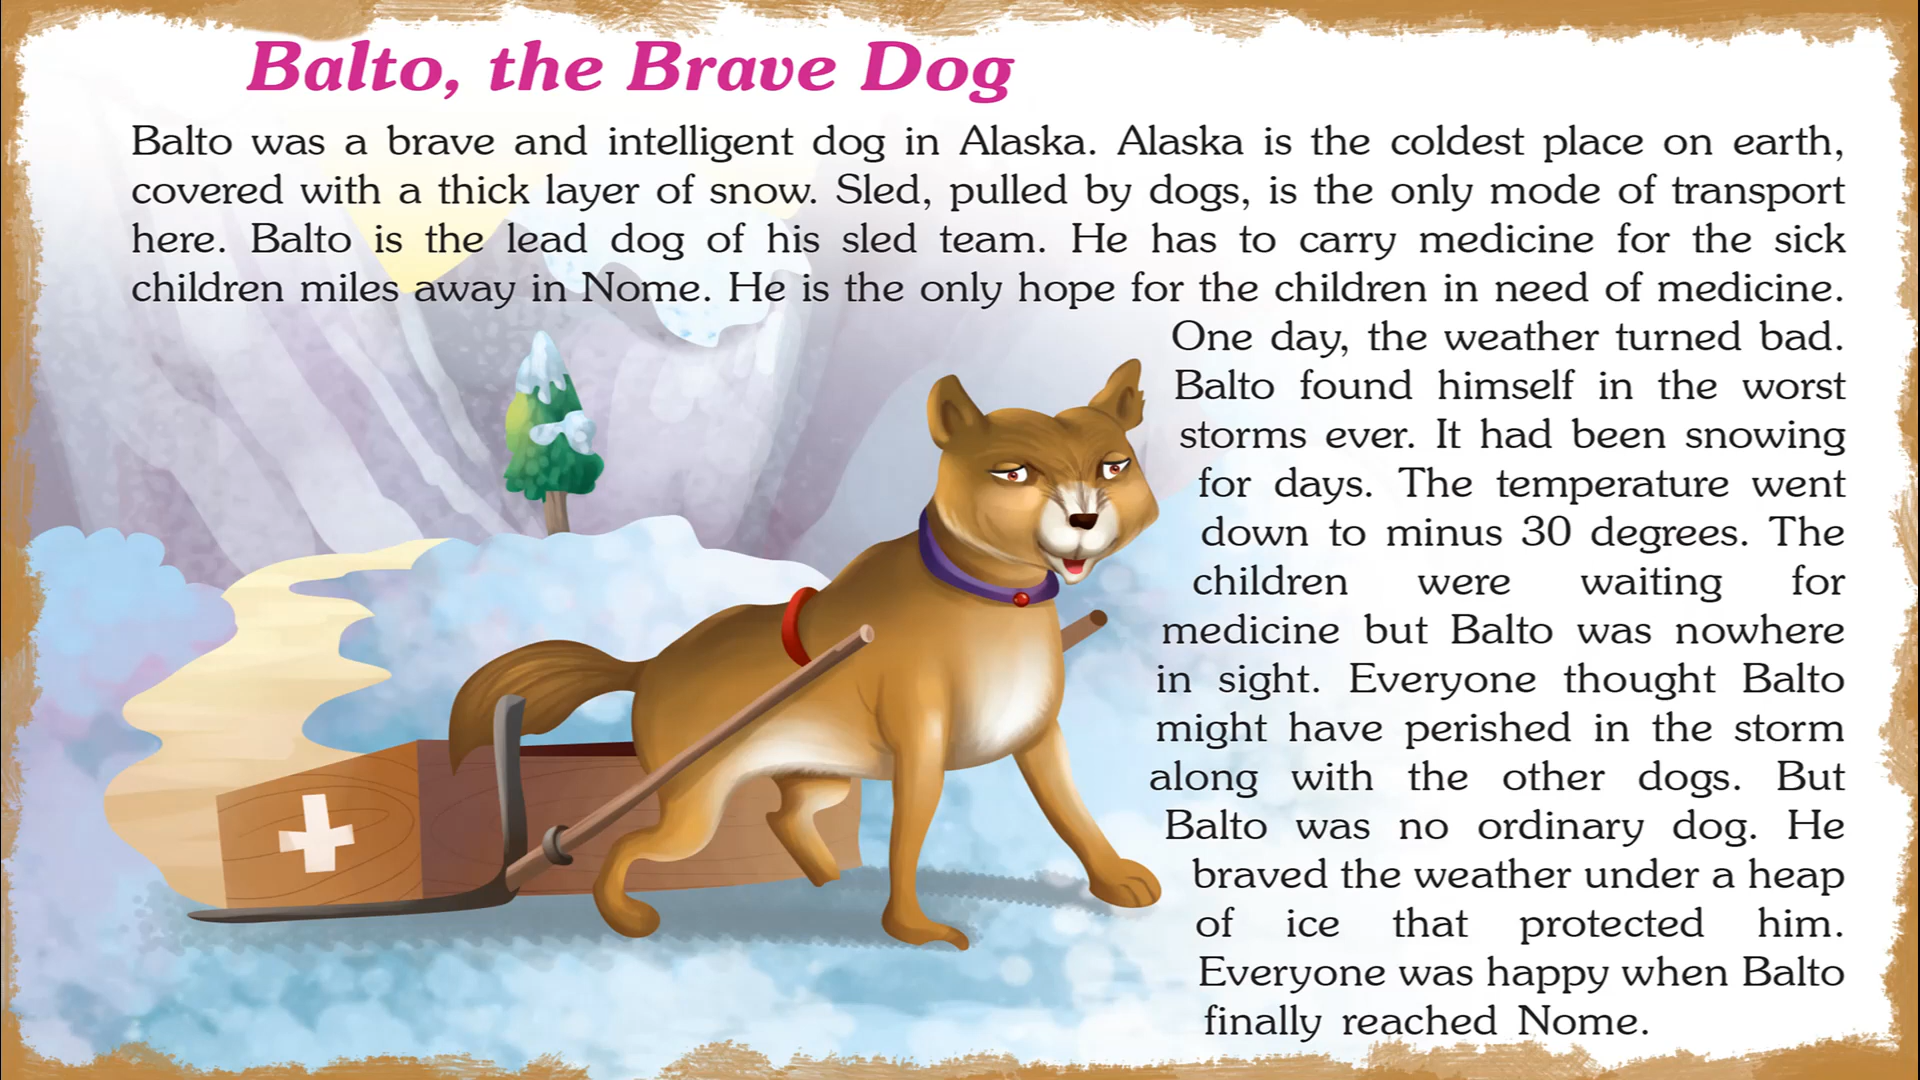 Balto, the Brave Dog
Balto was a brave and intelligent dog in Alaska. Alaska is the coldest place on earth,
covered with a thick layer of snow. Sled, pulled by dogs, is the only mode of transport
here. Balto is the lead dog of his sled team. He has to carry medicine for the sick
children miles away in Nome. He is the only hope for the children in need of medicine.
One day, the weather turned bad.
Balto found himself in the worst
storms ever. It had been snowing
for days. The temperature went
down to minus 30 degrees. The
children were waiting for
medicine but Balto was nowhere
in sight. Everyone thought Balto
might have perished in the storm
along with the other dogs. But
Balto was no ordinary dog. He
braved the weather under a heap
of ice that protected him.
Everyone was happy when Balto
finally reached Nome.